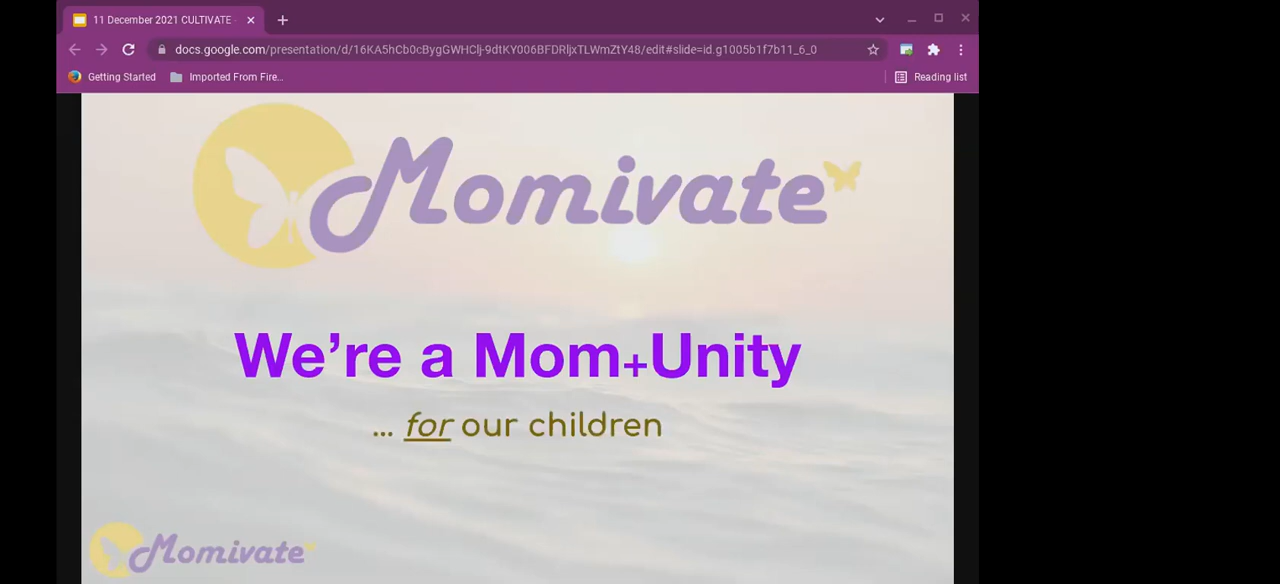 11 December 2021 CULTIVATE
docs.google.com/presentation/d/16KA5hCb0cBygGWHClj-9dtKY006BFDRljxTLWmZtY48/edit#slide=id.g1005b1f7b11_6_0
Getting Started
Imported From Fire...
Reading list
Momivate
We're a Mom+Unity
... for our children
Momivate